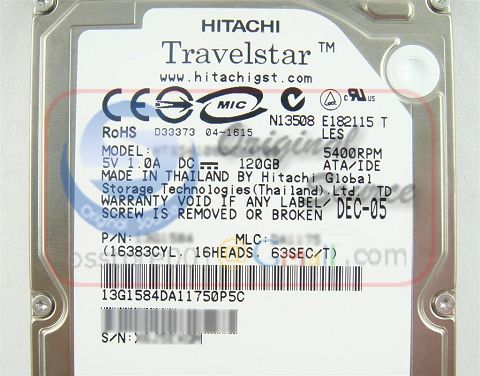 HITACHI
Travelstar™
www.hitachigst.com
CE MIC
N13508 E182115 T
RoHS D33373 04-1615 LES
MODEL: 5400RPM
5V 1.0A DC 120GB ATA/IDE
MADE IN THAILAND BY Hitachi Global
Storage Technologies(Thailand) Ltd. TD
WARRANTY VOID IF ANY LABEL/
SCREW IS REMOVED OR BROKEN DEC-05
P/N: MLC:
(16383CYL, 16HEADS, 63SEC/T)
13G1584DA11750P5C
S/N:
Original